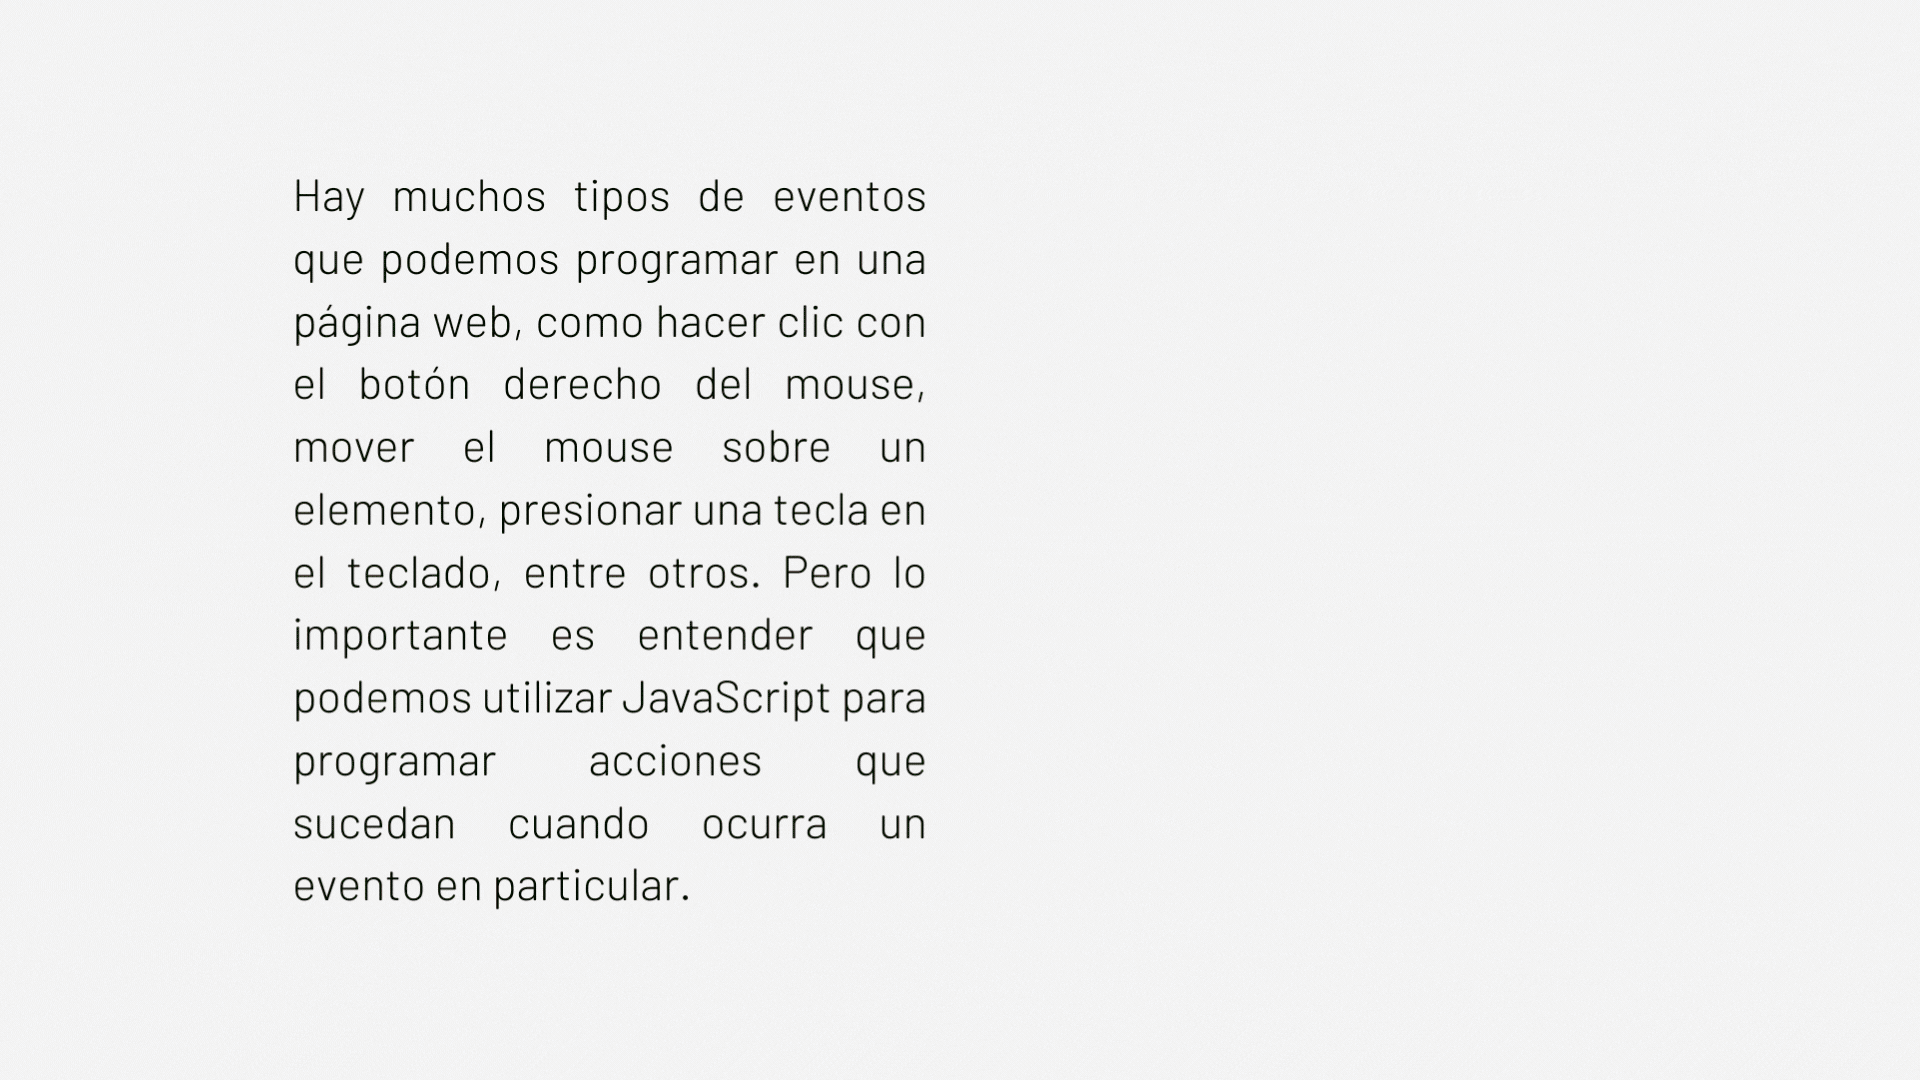 Hay muchos tipos de eventos
que podemos programar en una
página web, como hacer clic con
el botón derecho del mouse,
mover el mouse sobre un
elemento, presionar una tecla en
el teclado, entre otros. Pero lo
importante es entender que
podemos utilizar JavaScript para
programar acciones que
sucedan cuando ocurra un
evento en particular.